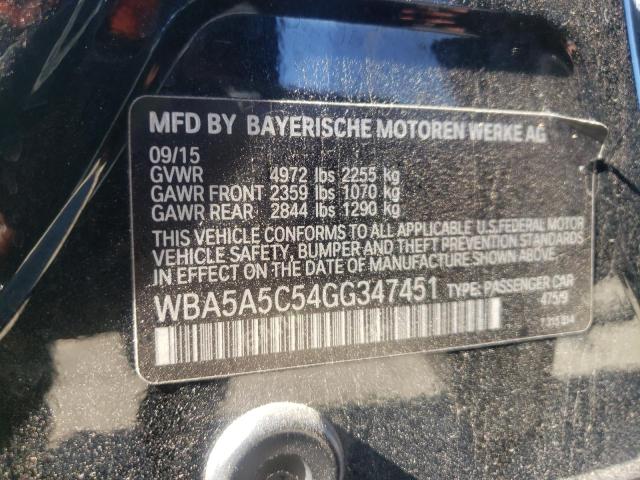 MFD BY BAYERISCHE MOTOREN WERKE AG
09/15
GVWR 4972 lbs 2255 kg
GAWR FRONT 2359 lbs 1070 kg
GAWR REAR 2844 lbs 1290 kg
THIS VEHICLE CONFORMS TO ALL APPLICABLE U.S.FEDERAL MOTOR
VEHICLE SAFETY, BUMPER AND THEFT PREVENTION STANDARDS
IN EFFECT ON THE DATE OF MANUFACTURE SHOWN ABOVE.
WBA5A5C54GG347451 TYPE: PASSENGER CAR
475/9